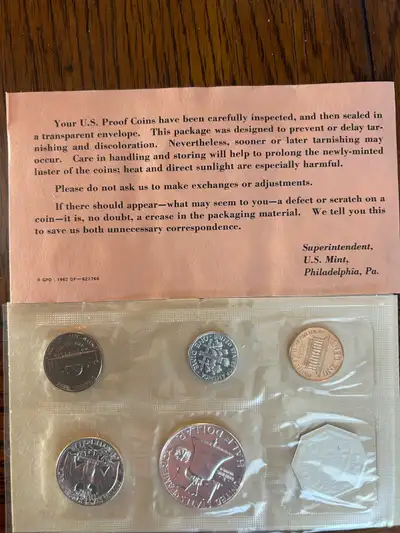 Your U.S. Proof Coins have been carefully inspected, and then sealed in
a transparent envelope. This package was designed to prevent or delay tar-
nishing and discoloration. Nevertheless, sooner or later tarnishing may
occur. Care in handling and storing will help to prolong the newly-minted
luster of the coins; heat and direct sunlight are especially harmful.
Please do not ask us to make exchanges or adjustments.
If there should appear—what may seem to you—a defect or scratch on a
coin—it is, no doubt, a crease in the packaging material. We tell you this
to save us both unnecessary correspondence.
Superintendent,
U.S. Mint,
Philadelphia, Pa.
HALF DOLLAR